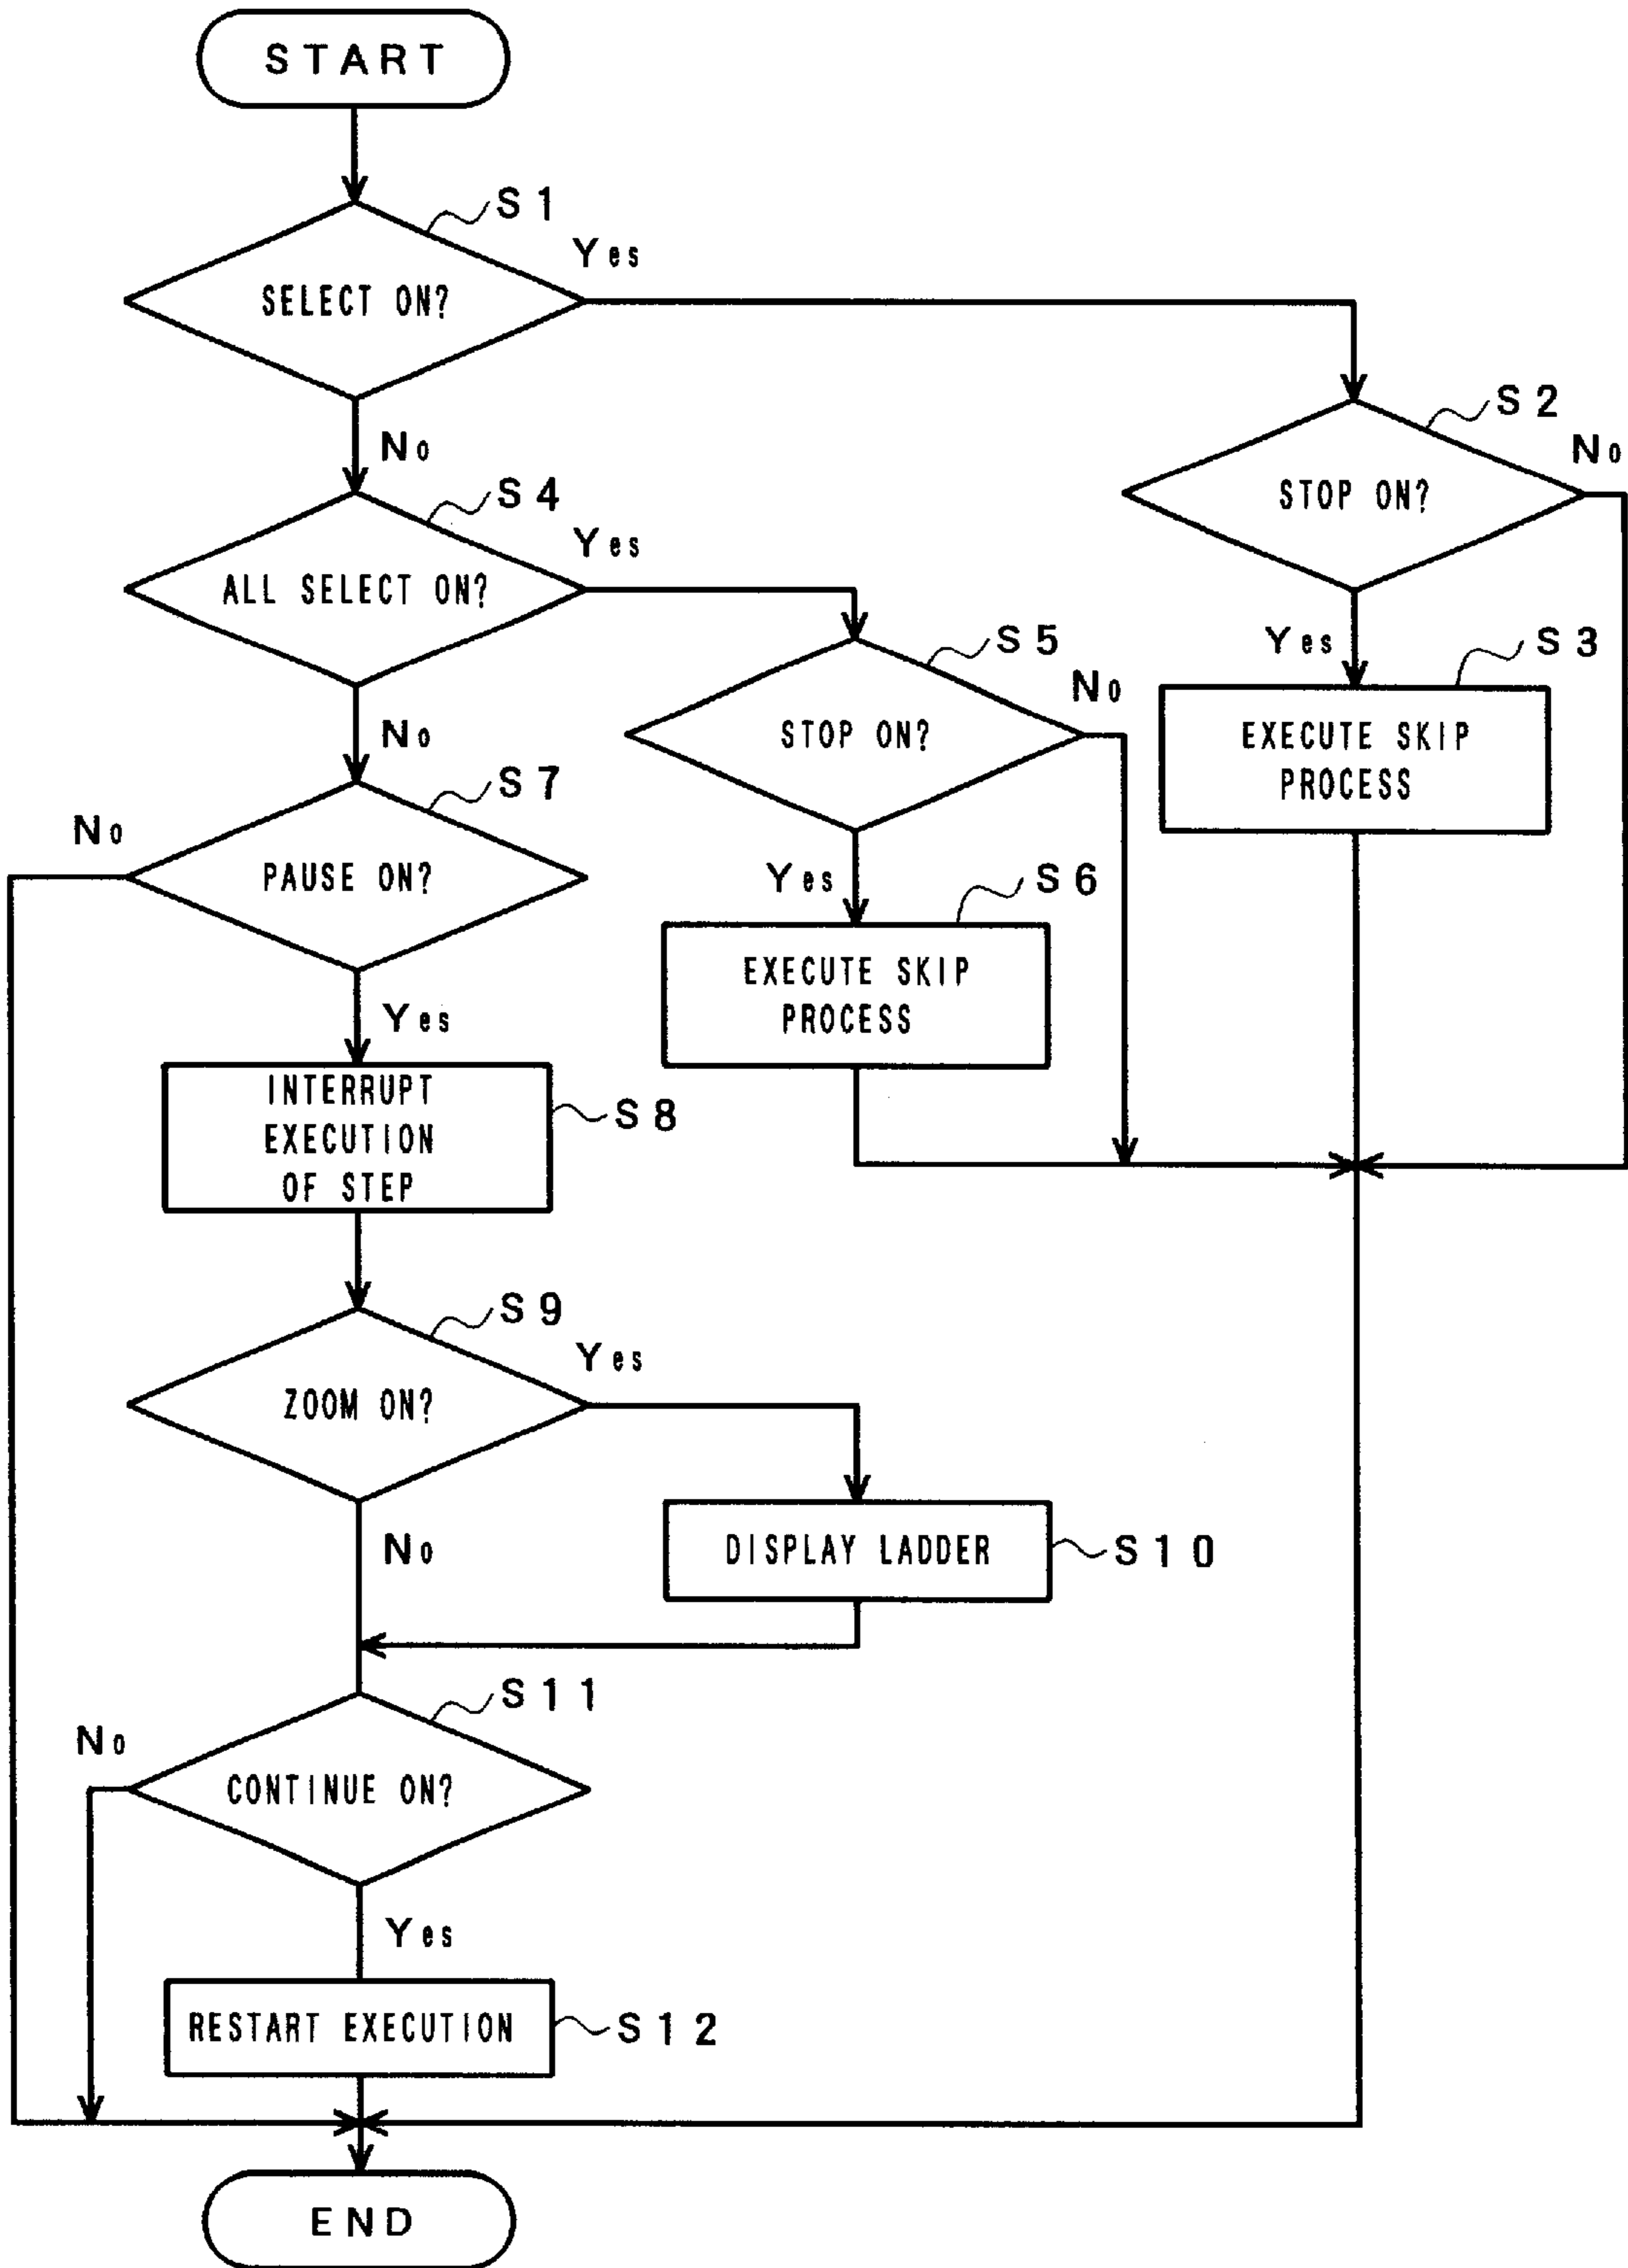 START
S1
Yes
SELECT ON?
No
S2
No
STOP ON?
S4
Yes
ALL SELECT ON?
Yes
S3
S5
No
EXECUTE SKIP
PROCESS
No
STOP ON?
S7
No
PAUSE ON?
Yes
S6
EXECUTE SKIP
PROCESS
Yes
INTERRUPT
EXECUTION
OF STEP
S8
S9
Yes
ZOOM ON?
No
DISPLAY LADDER
S10
S11
No
CONTINUE ON?
Yes
RESTART EXECUTION
S12
END